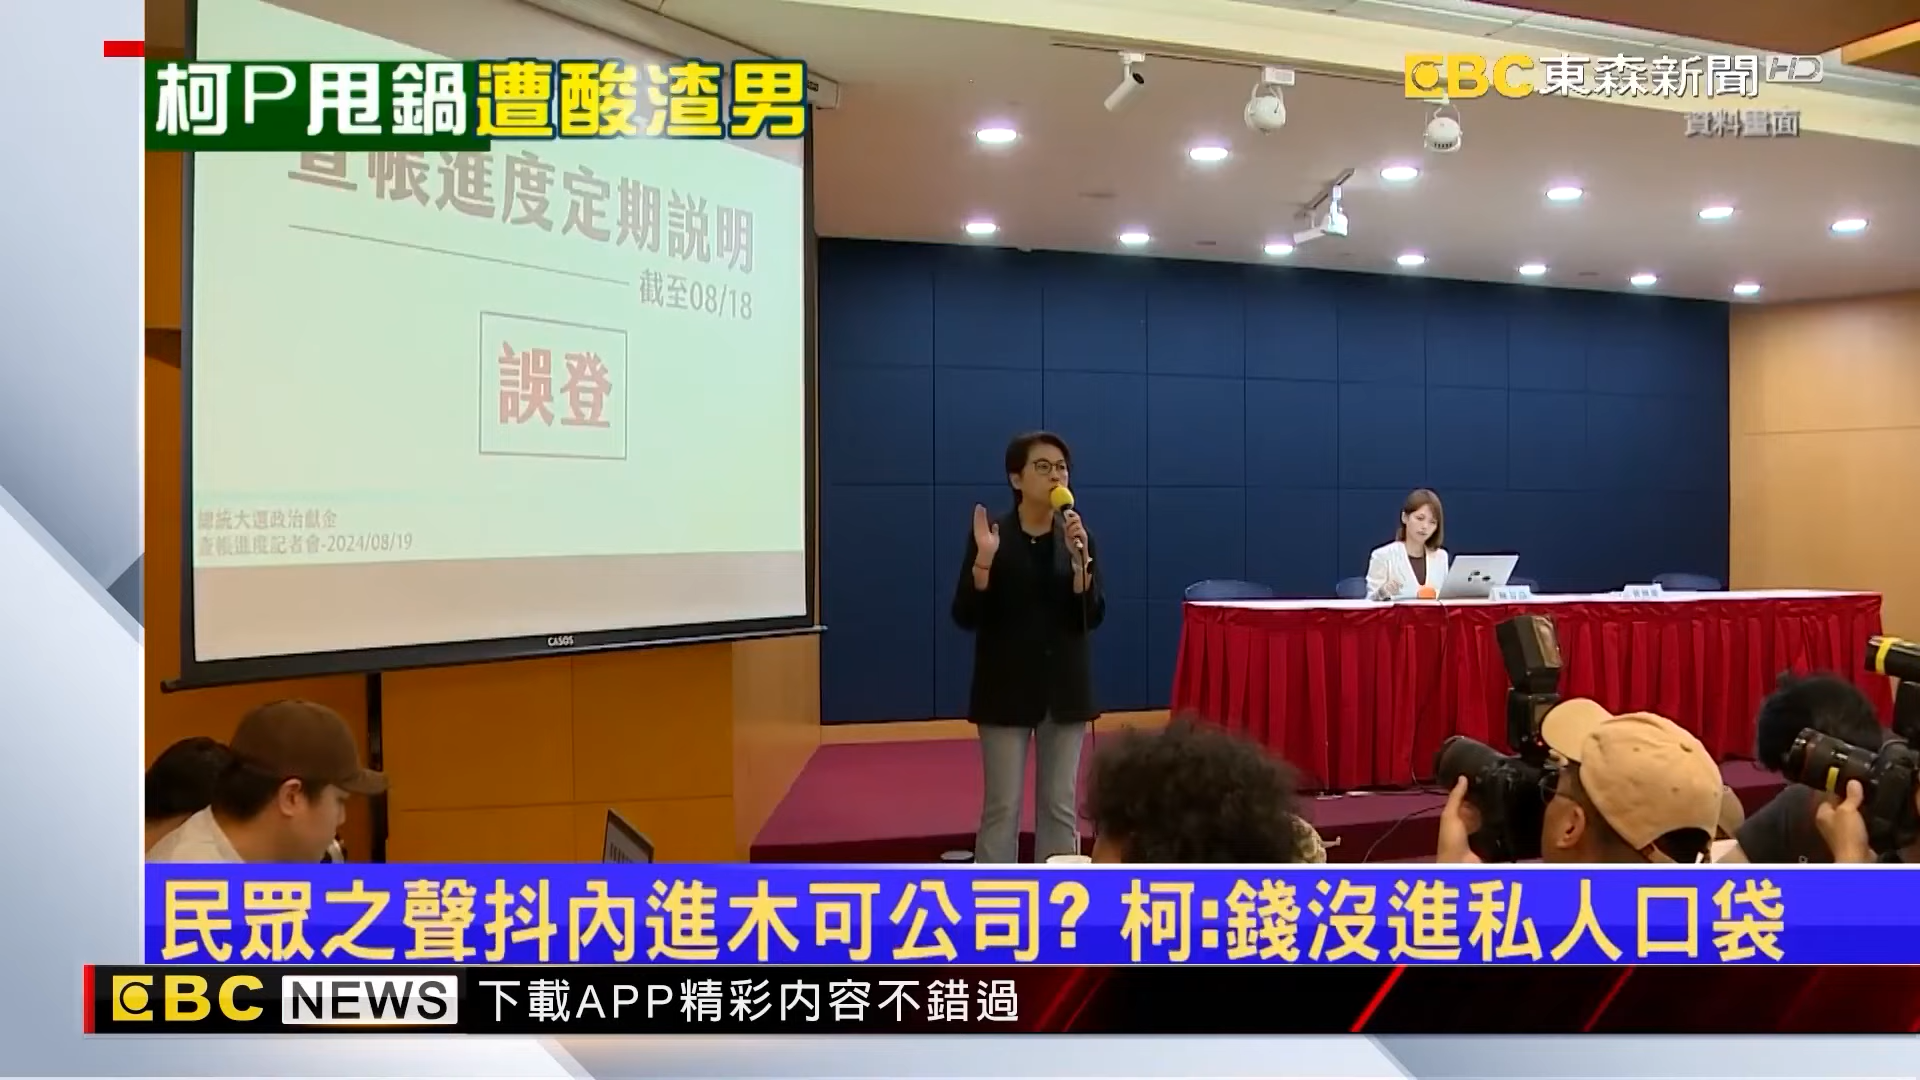 柯P甩鍋遭酸渣男
EBC東森新聞HD
資料畫面
查帳進度定期說明
截至08/18
誤登
總統大選政治獻金
查帳進度記者會-2024/08/19
CASOS
民眾之聲抖內進木可公司? 柯:錢沒進私人口袋
EBC NEWS 下載APP精彩內容不錯過